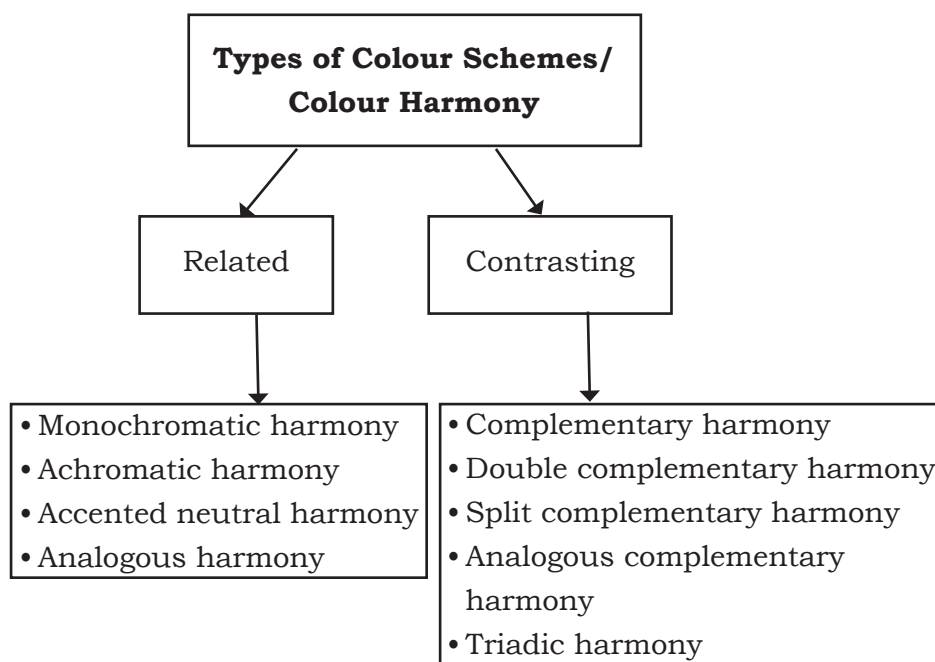 Types of Colour Schemes/
Colour Harmony
Related
Contrasting
• Monochromatic harmony
• Achromatic harmony
• Accented neutral harmony
• Analogous harmony
• Complementary harmony
• Double complementary harmony
• Split complementary harmony
• Analogous complementary
harmony
• Triadic harmony